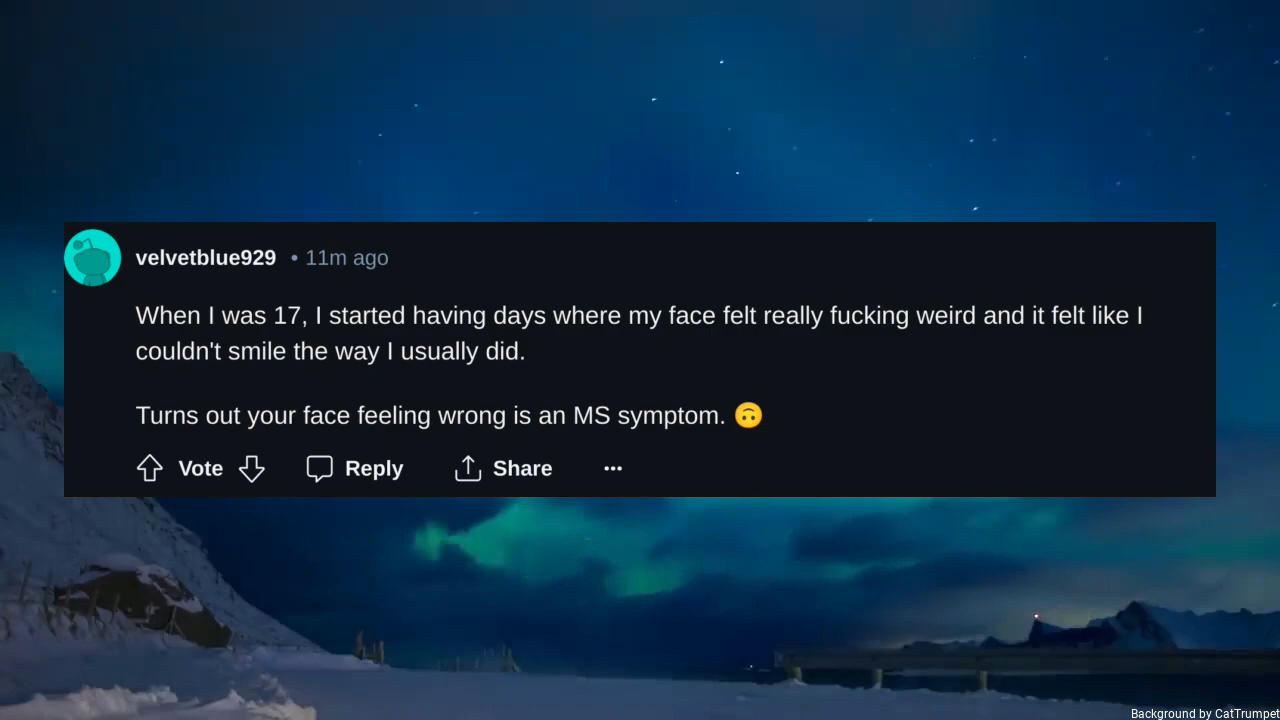 velvetblue929 • 11m ago
When I was 17, I started having days where my face felt really fucking weird and it felt like I
couldn't smile the way I usually did.
Turns out your face feeling wrong is an MS symptom. 🙃
Vote Reply Share ...
Background by CatTrumpet